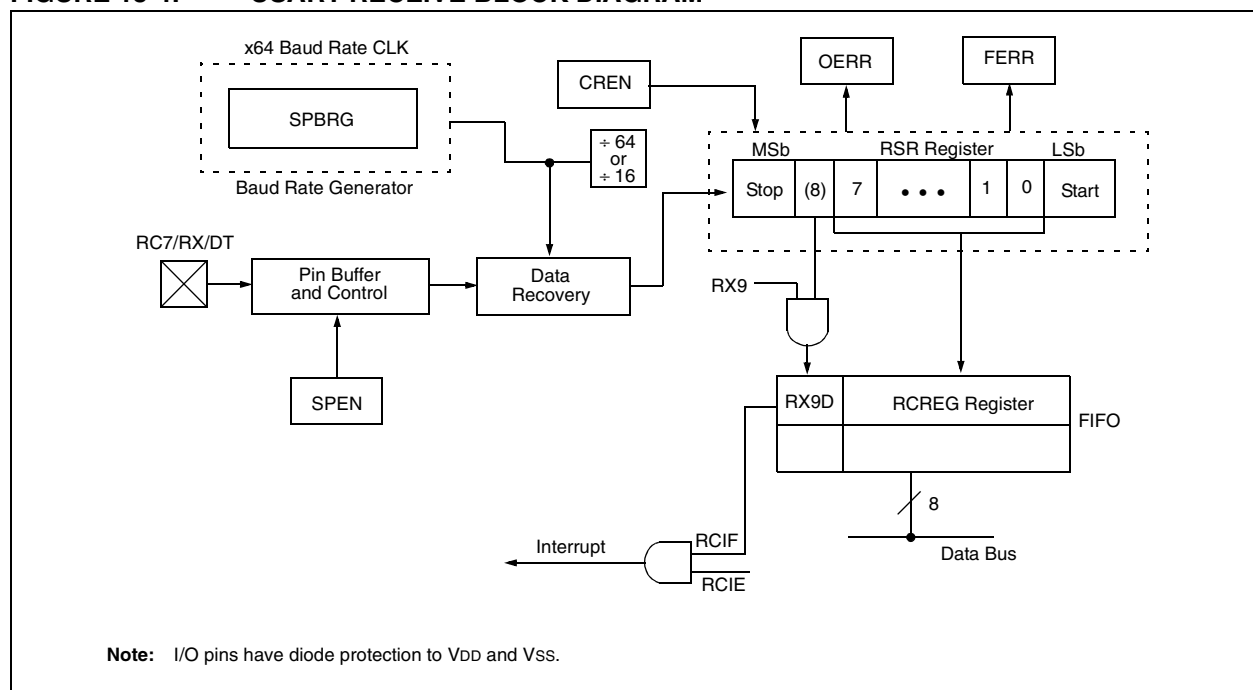 x64 Baud Rate CLK
SPBRG
Baud Rate Generator
CREN
OERR
FERR
÷ 64
or
÷ 16
MSb
RSR Register
LSb
Stop
(8)
7
• • •
1
0
Start
RC7/RX/DT
Pin Buffer
and Control
Data
Recovery
SPEN
RX9
RX9D
RCREG Register
FIFO
8
Data Bus
Interrupt
RCIF
RCIE
Note: I/O pins have diode protection to VDD and VSS.